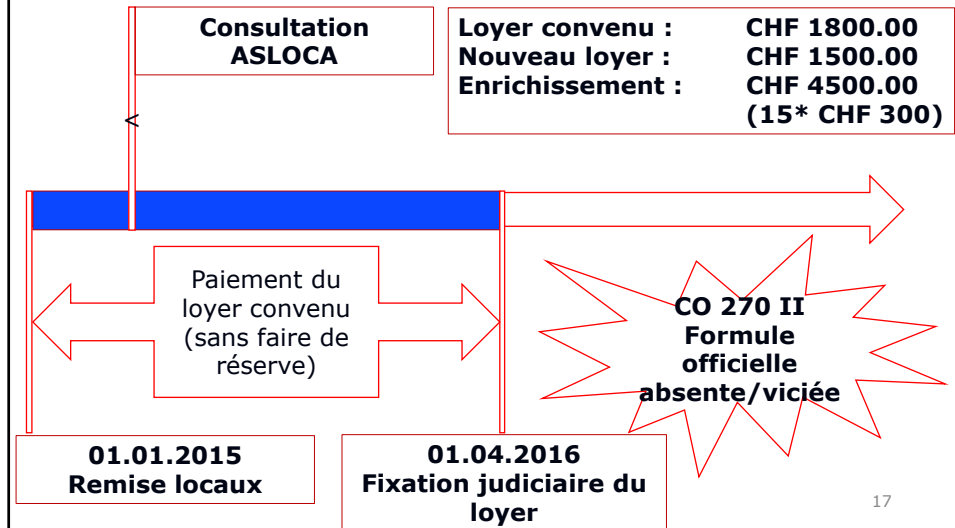 Consultation
ASLOCA
Loyer convenu : CHF 1800.00
Nouveau loyer : CHF 1500.00
Enrichissement : CHF 4500.00
(15* CHF 300)
<
Paiement du
loyer convenu
(sans faire de
réserve)
CO 270 II
Formule
officielle
absente/viciée
01.01.2015
Remise locaux
01.04.2016
Fixation judiciaire du
loyer
17